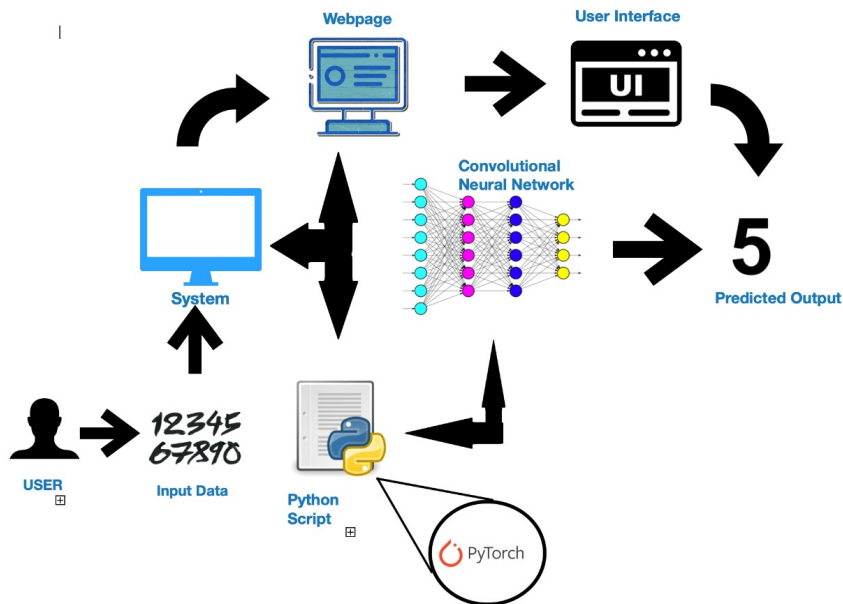 Webpage
User Interface
UI
Convolutional
Neural Network
5
System
Predicted Output
12345
67890
USER
Input Data
Python
Script
PyTorch